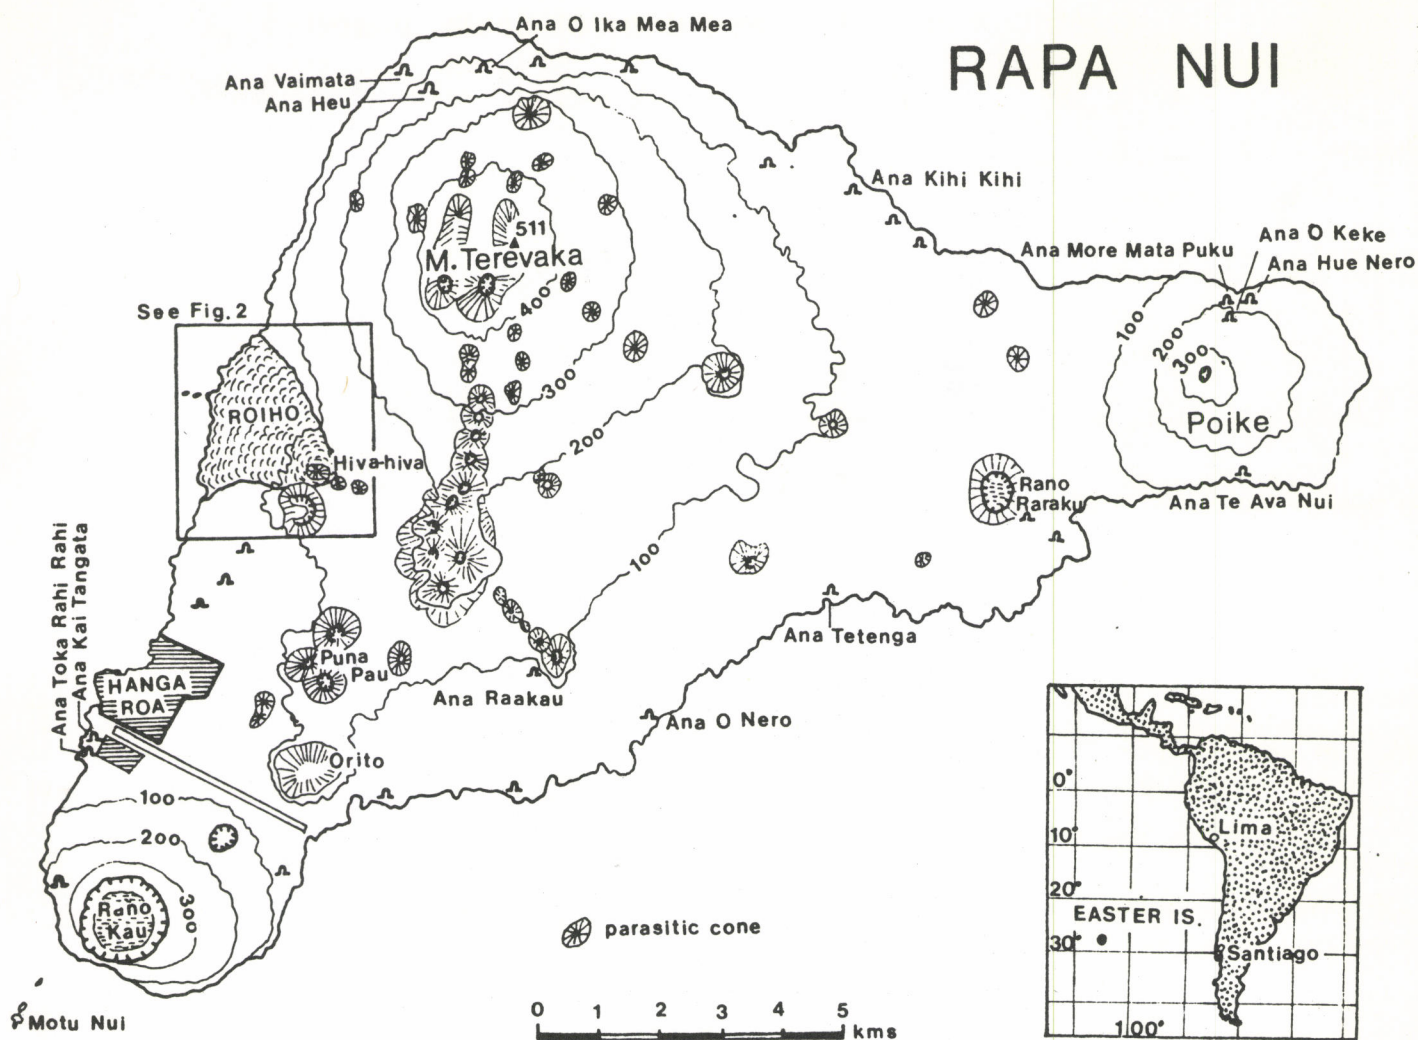 RAPA NUI
Ana O Ika Mea Mea
Ana Vaimata
Ana Heu
Ana Kihi Kihi
Ana More Mata Puku
Ana O Keke
Ana Hue Nero
511
M. Terevaka
400
300
200
100
See Fig. 2
ROIHO
Hiva-hiva
100
200
300
Poike
Rano
Raraku
Ana Te Ava Nui
Ana Toka Rahi Rahi
Ana Kai Tangata
HANGA
ROA
Puna
Pau
Ana Raakau
Ana Tetenga
Ana O Nero
Orito
100
200
300
Rano
Kau
Motu Nui
parasitic cone
0 1 2 3 4 5
kms
0°
10°
20°
30°
100°
Lima
EASTER IS.
Santiago